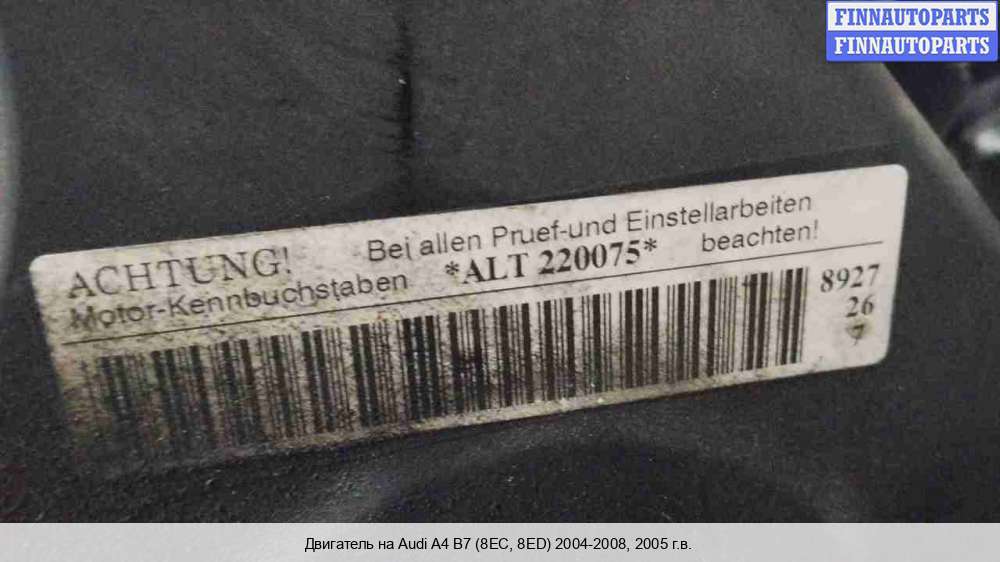 FINNAUTOPARTS
FINNAUTOPARTS
ACHTUNG! Bei allen Pruef-und Einstellarbeiten
Motor-Kennbuchstaben *ALT 220075* beachten!
8927
26
7
Двигатель на Audi A4 B7 (8EC, 8ED) 2004-2008, 2005 г.в.